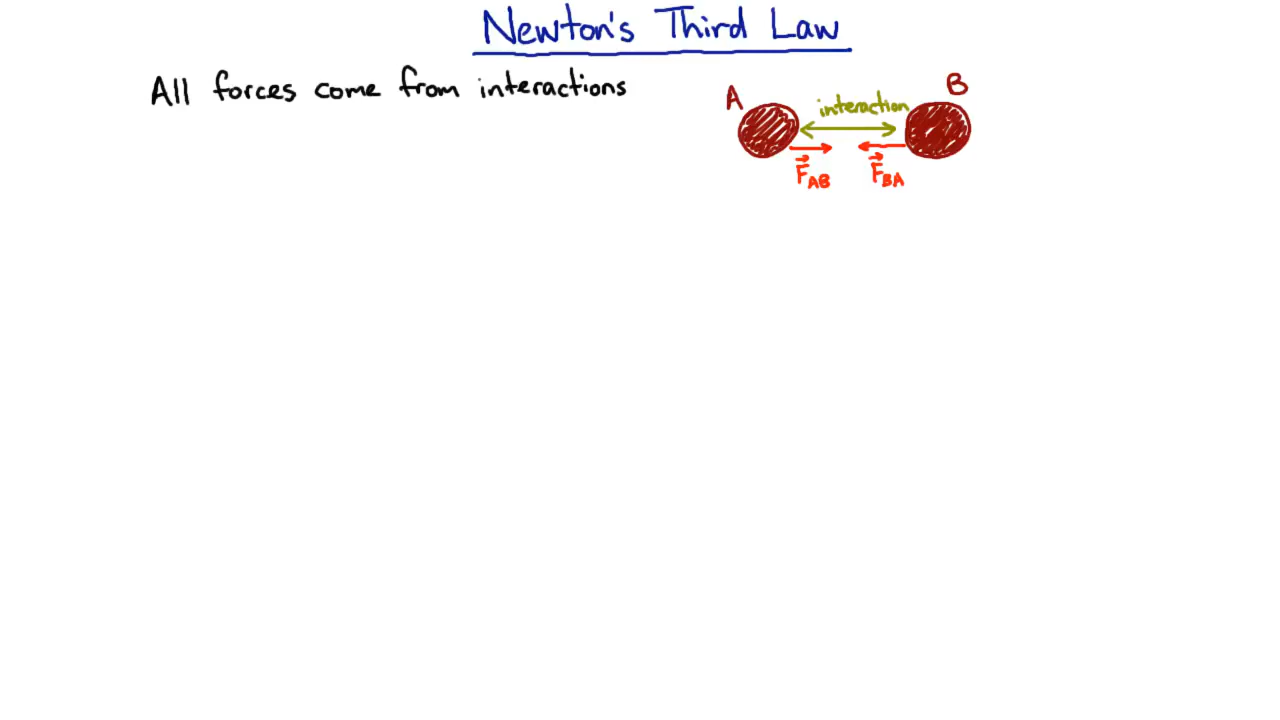 Newton's Third Law
All forces come from interactions
A
B
interaction
F⃗AB
F⃗BA